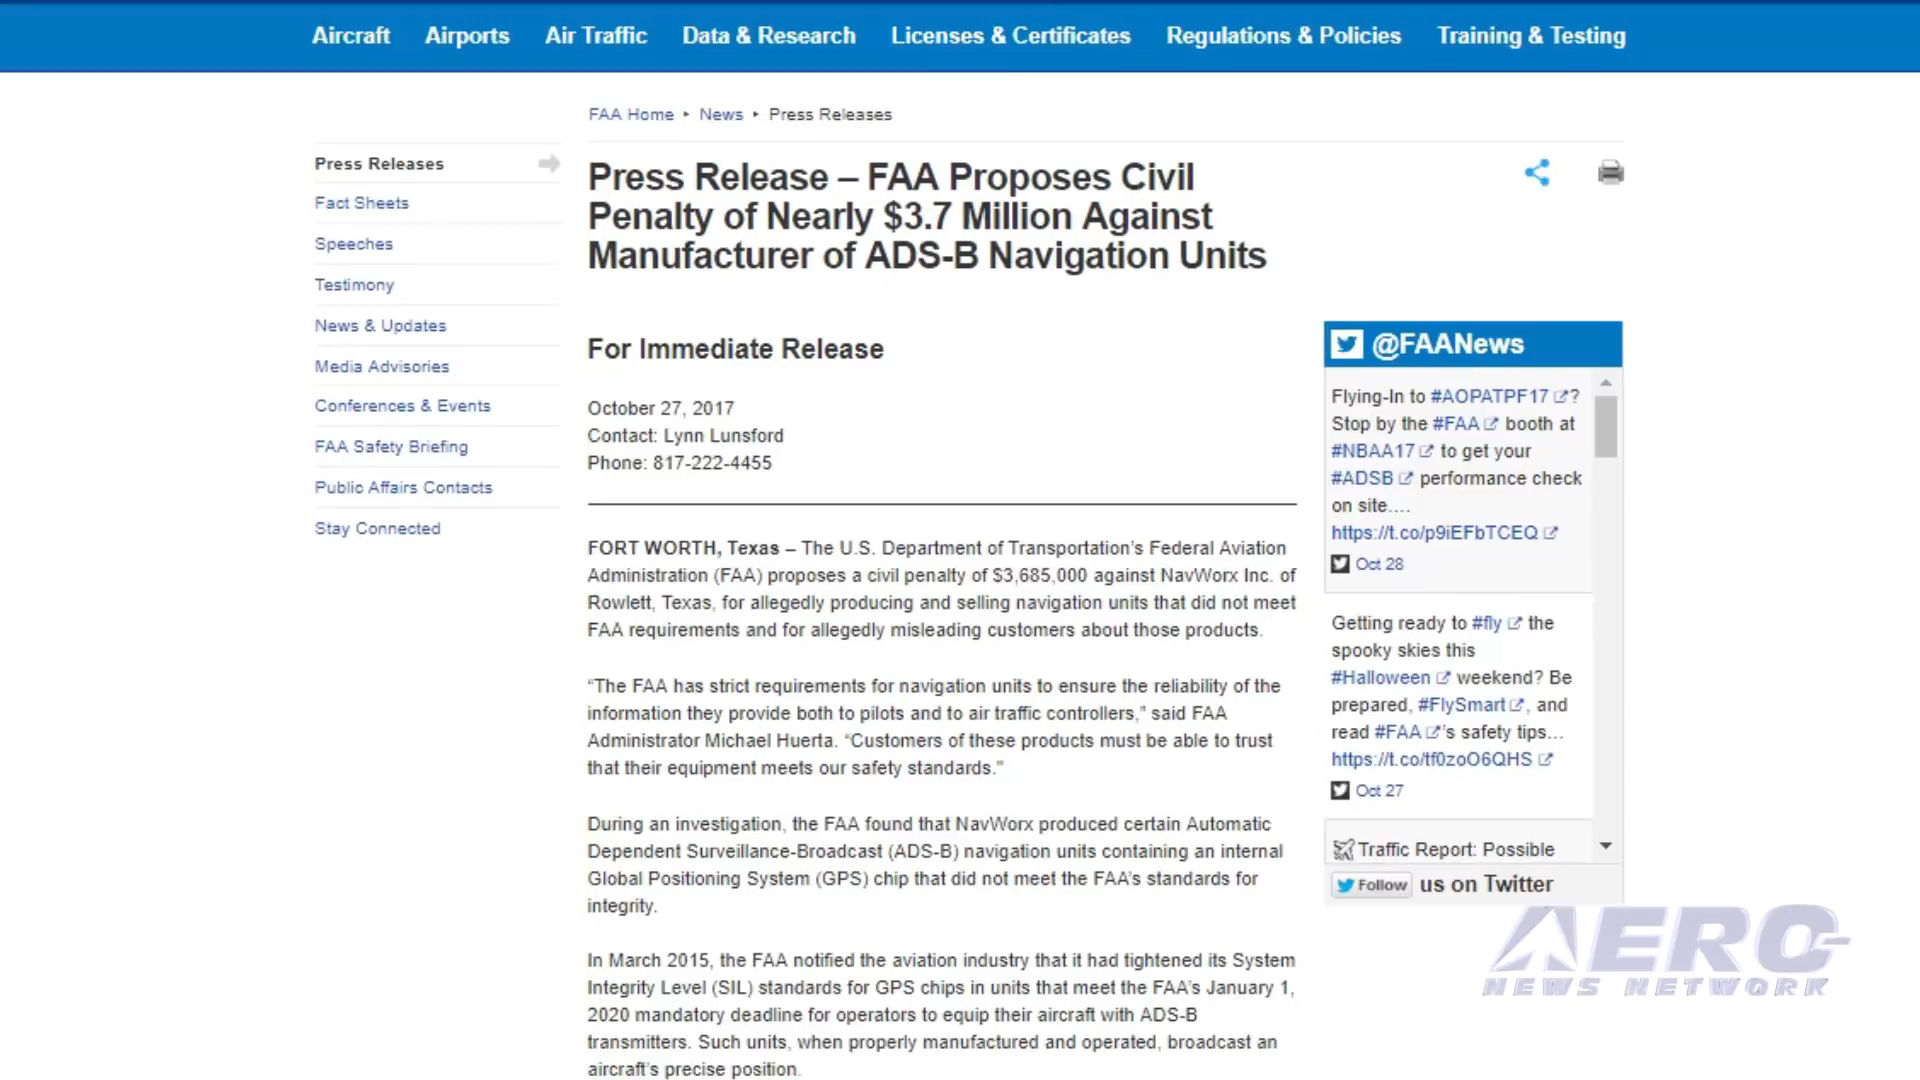 Aircraft Airports Air Traffic Data & Research Licenses & Certificates Regulations & Policies Training & Testing
FAA Home ▸ News ▸ Press Releases
Press Releases
Fact Sheets
Speeches
Testimony
News & Updates
Media Advisories
Conferences & Events
FAA Safety Briefing
Public Affairs Contacts
Stay Connected
Press Release – FAA Proposes Civil
Penalty of Nearly $3.7 Million Against
Manufacturer of ADS-B Navigation Units
For Immediate Release
October 27, 2017
Contact: Lynn Lunsford
Phone: 817-222-4455
FORT WORTH, Texas – The U.S. Department of Transportation’s Federal Aviation
Administration (FAA) proposes a civil penalty of $3,685,000 against NavWorx Inc. of
Rowlett, Texas, for allegedly producing and selling navigation units that did not meet
FAA requirements and for allegedly misleading customers about those products.
“The FAA has strict requirements for navigation units to ensure the reliability of the
information they provide both to pilots and to air traffic controllers,” said FAA
Administrator Michael Huerta. “Customers of these products must be able to trust
that their equipment meets our safety standards.”
During an investigation, the FAA found that NavWorx produced certain Automatic
Dependent Surveillance-Broadcast (ADS-B) navigation units containing an internal
Global Positioning System (GPS) chip that did not meet the FAA’s standards for
integrity.
In March 2015, the FAA notified the aviation industry that it had tightened its System
Integrity Level (SIL) standards for GPS chips in units that meet the FAA’s January 1,
2020 mandatory deadline for operators to equip their aircraft with ADS-B
transmitters. Such units, when properly manufactured and operated, broadcast an
aircraft’s precise position.
@FAANews
Flying-In to #AOPATPF17?
Stop by the #FAA booth at
#NBAA17 to get your
#ADSB performance check
on site....
https://t.co/p9iEFbTCEQ
Oct 28
Getting ready to #fly the
spooky skies this
#Halloween weekend? Be
prepared, #FlySmart, and
read #FAA's safety tips...
https://t.co/tf0zoO6QHS
Oct 27
Traffic Report: Possible
Follow us on Twitter
AERO
NEWS NETWORK